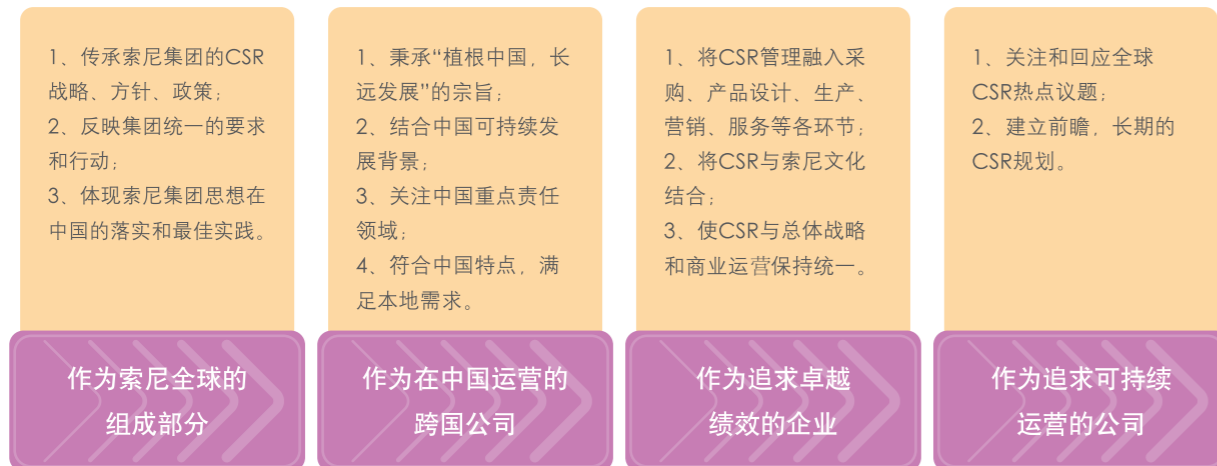 1、传承索尼集团的CSR
战略、方针、政策；
2、反映集团统一的要求
和行动；
3、体现索尼集团思想在
中国的落实和最佳实践。
作为索尼全球的
组成部分
1、秉承“植根中国，长
远发展”的宗旨；
2、结合中国可持续发
展背景；
3、关注中国重点责任
领域；
4、符合中国特点，满
足本地需求。
作为在中国运营的
跨国公司
1、将CSR管理融入采
购、产品设计、生产、
营销、服务等各环节；
2、将CSR与索尼文化
结合；
3、使CSR与总体战略
和商业运营保持统一。
作为追求卓越
绩效的企业
1、关注和回应全球
CSR热点议题；
2、建立前瞻，长期的
CSR规划。
作为追求可持续
运营的公司